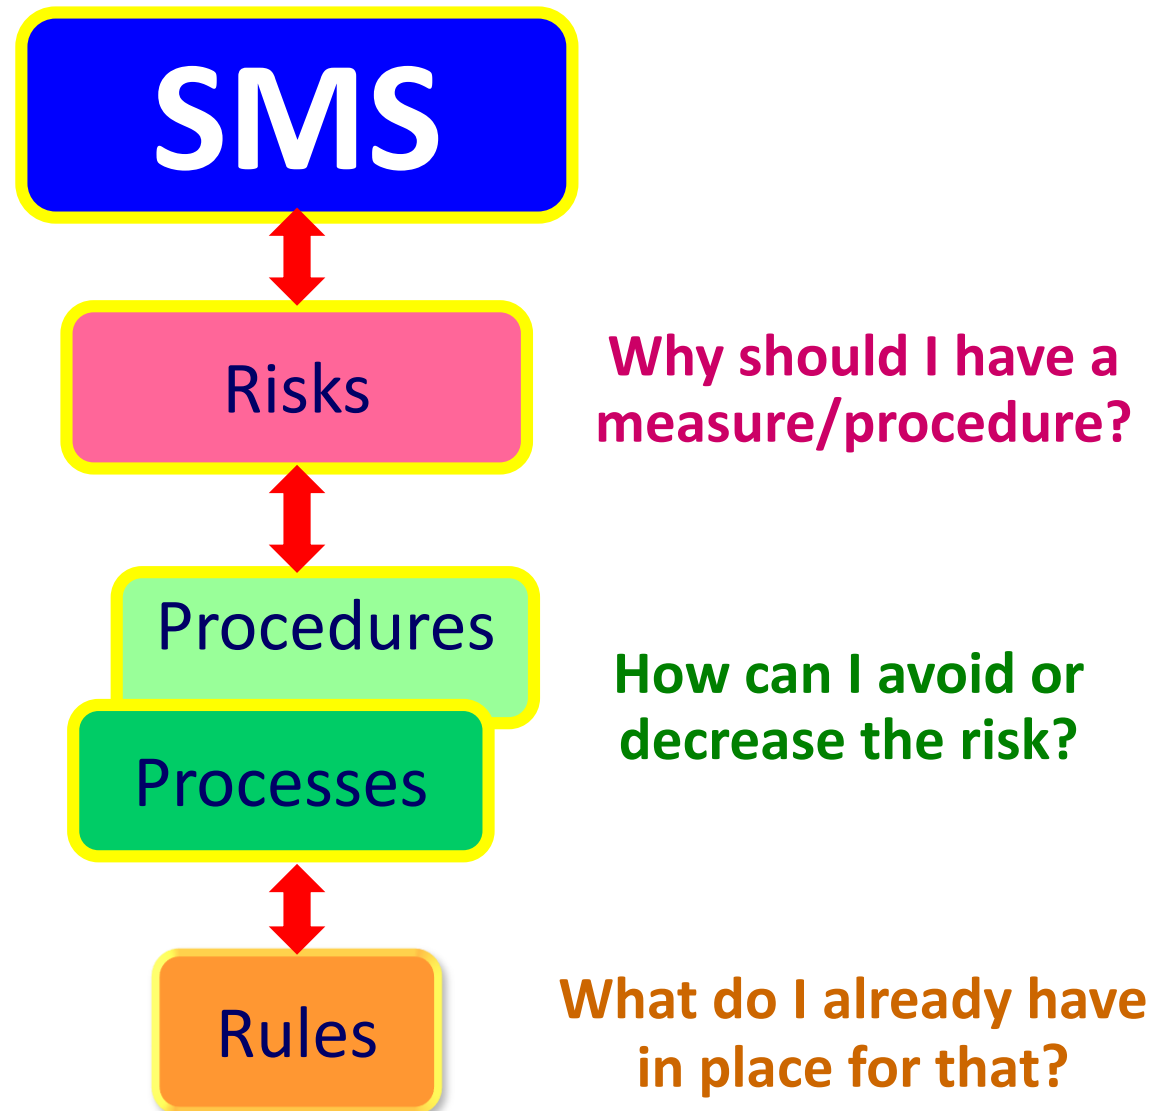 SMS
Risks
Why should I have a
measure/procedure?
Procedures
Processes
How can I avoid or
decrease the risk?
Rules
What do I already have
in place for that?